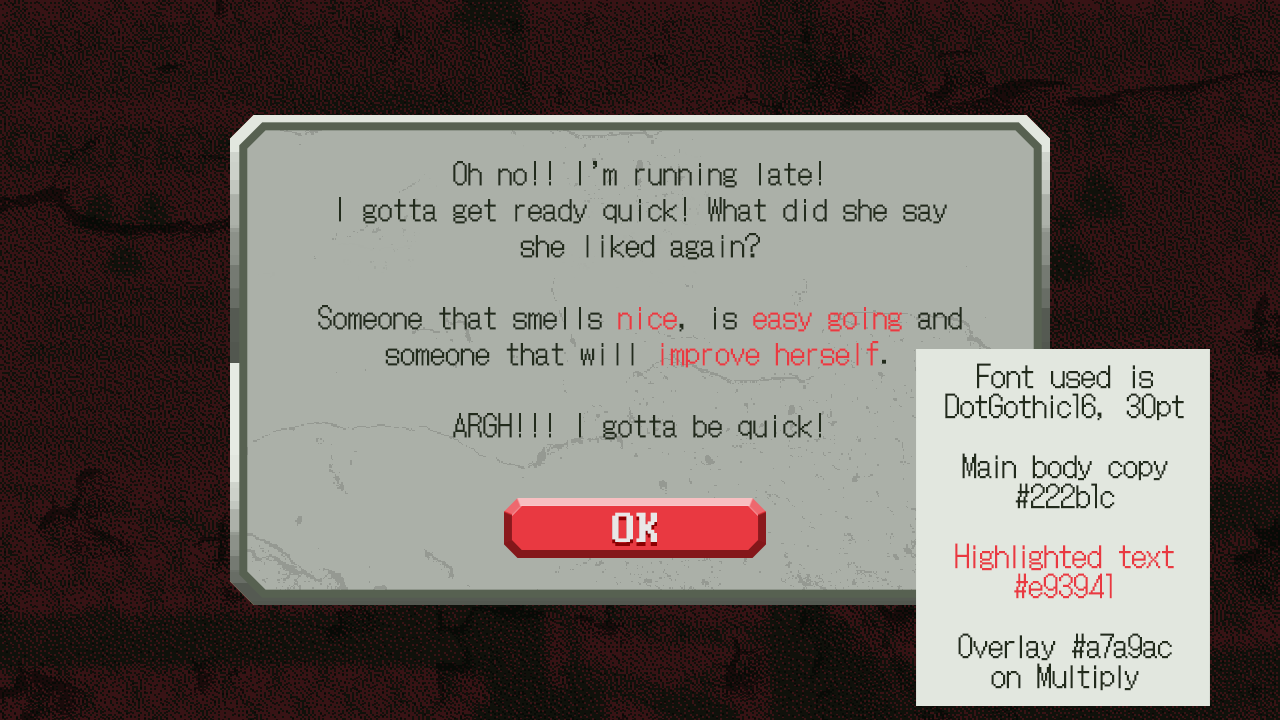 Oh no!! I'm running late!
I gotta get ready quick! What did she say
she liked again?
Someone that smells nice, is easy going and
someone that will improve herself.
ARGH!!! I gotta be quick!
OK
Font used is
DotGothic16, 30pt
Main body copy
#222b1c
Highlighted text
#e93941
Overlay #a7a9ac
on Multiply